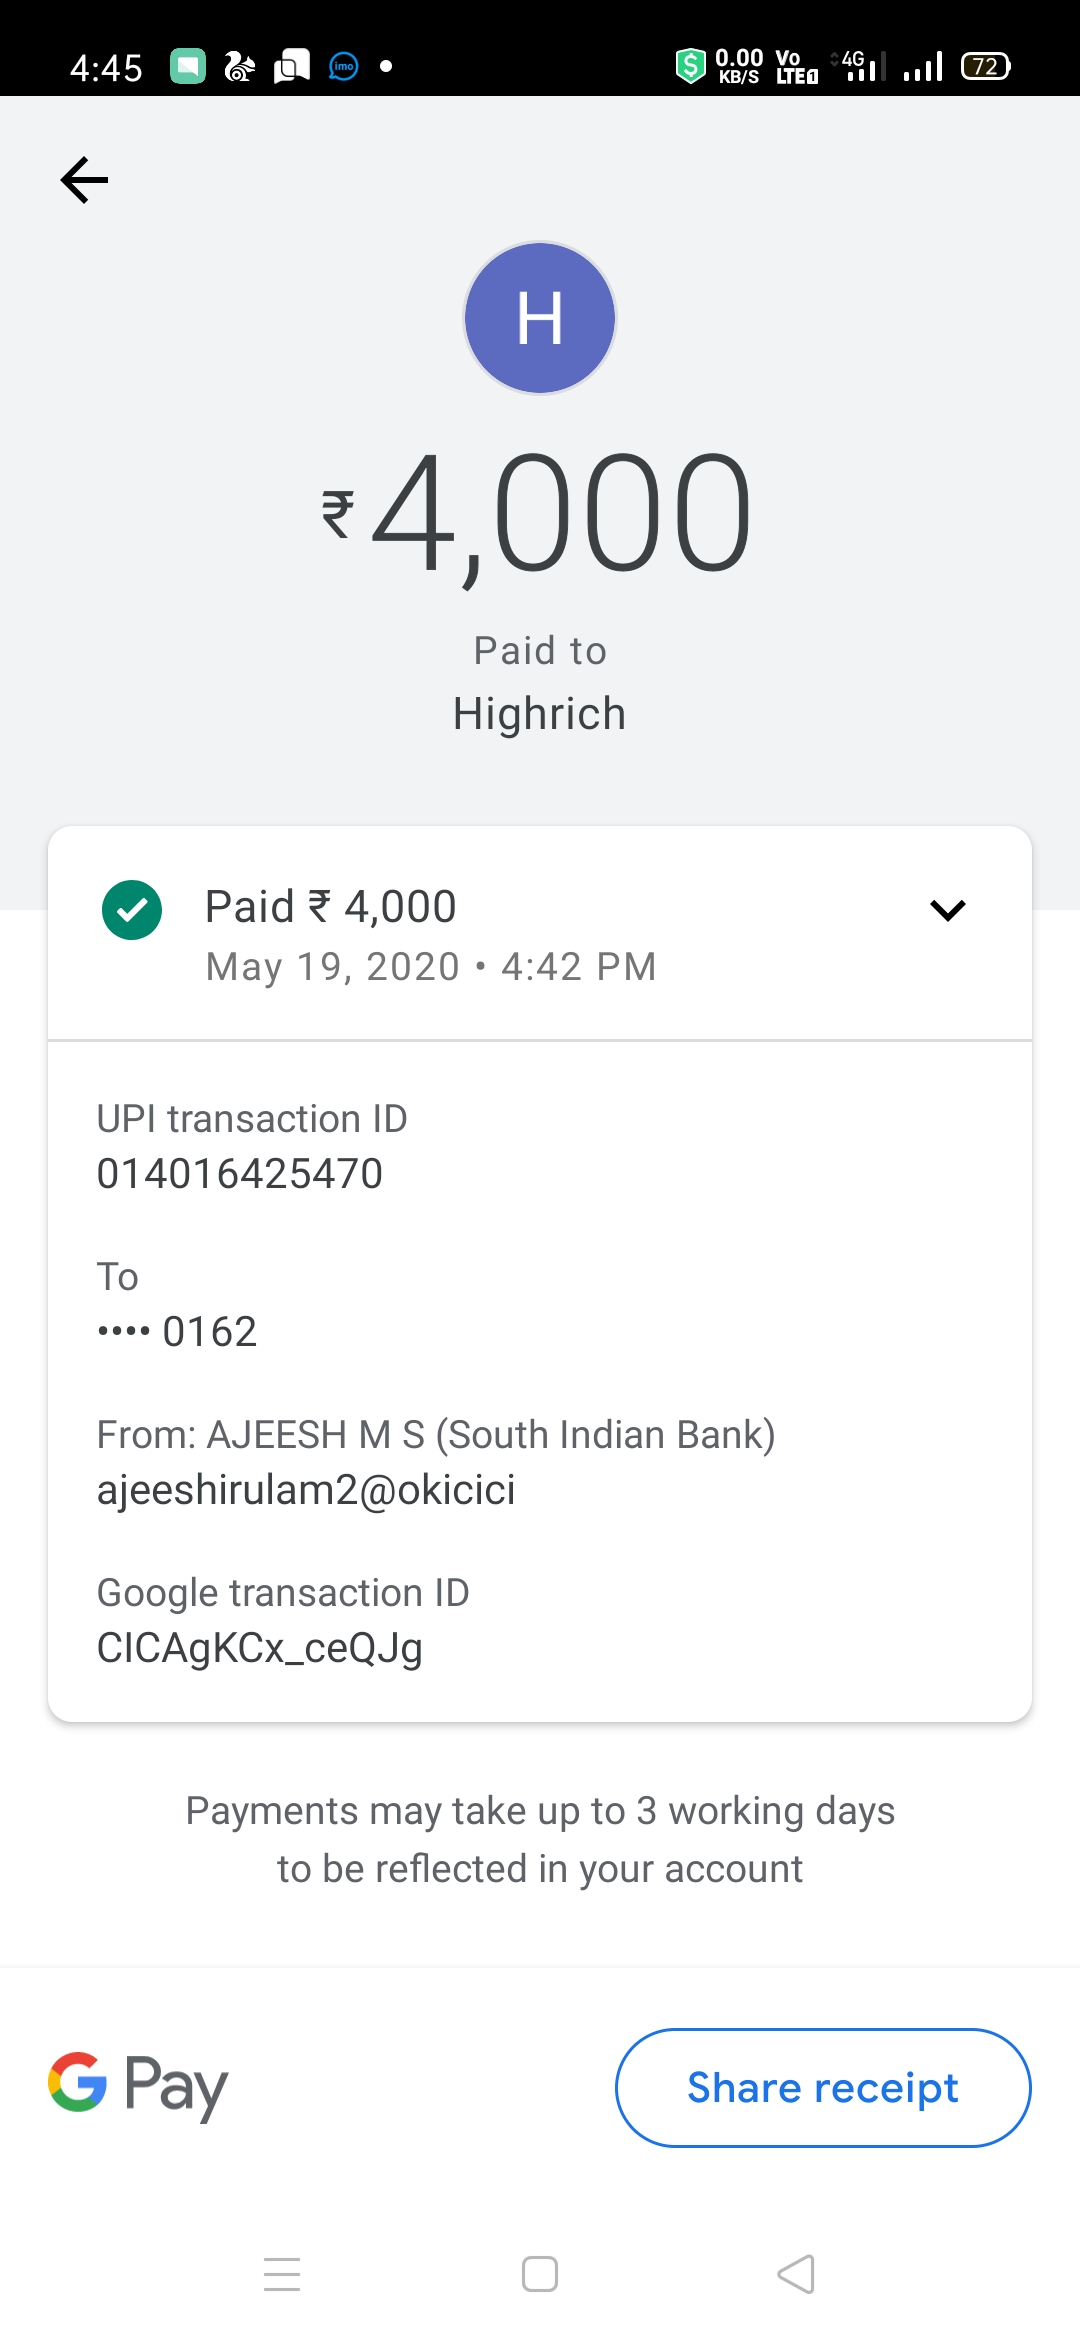 4:45 imo 0.00 KB/S Vo LTE1 4G 72
H
₹4,000
Paid to
Highrich
Paid ₹ 4,000
May 19, 2020 • 4:42 PM
UPI transaction ID
014016425470
To
•••• 0162
From: AJEESH M S (South Indian Bank)
ajeeshirulam2@okicici
Google transaction ID
CICAgKCx_ceQJg
Payments may take up to 3 working days
to be reflected in your account
G Pay
Share receipt